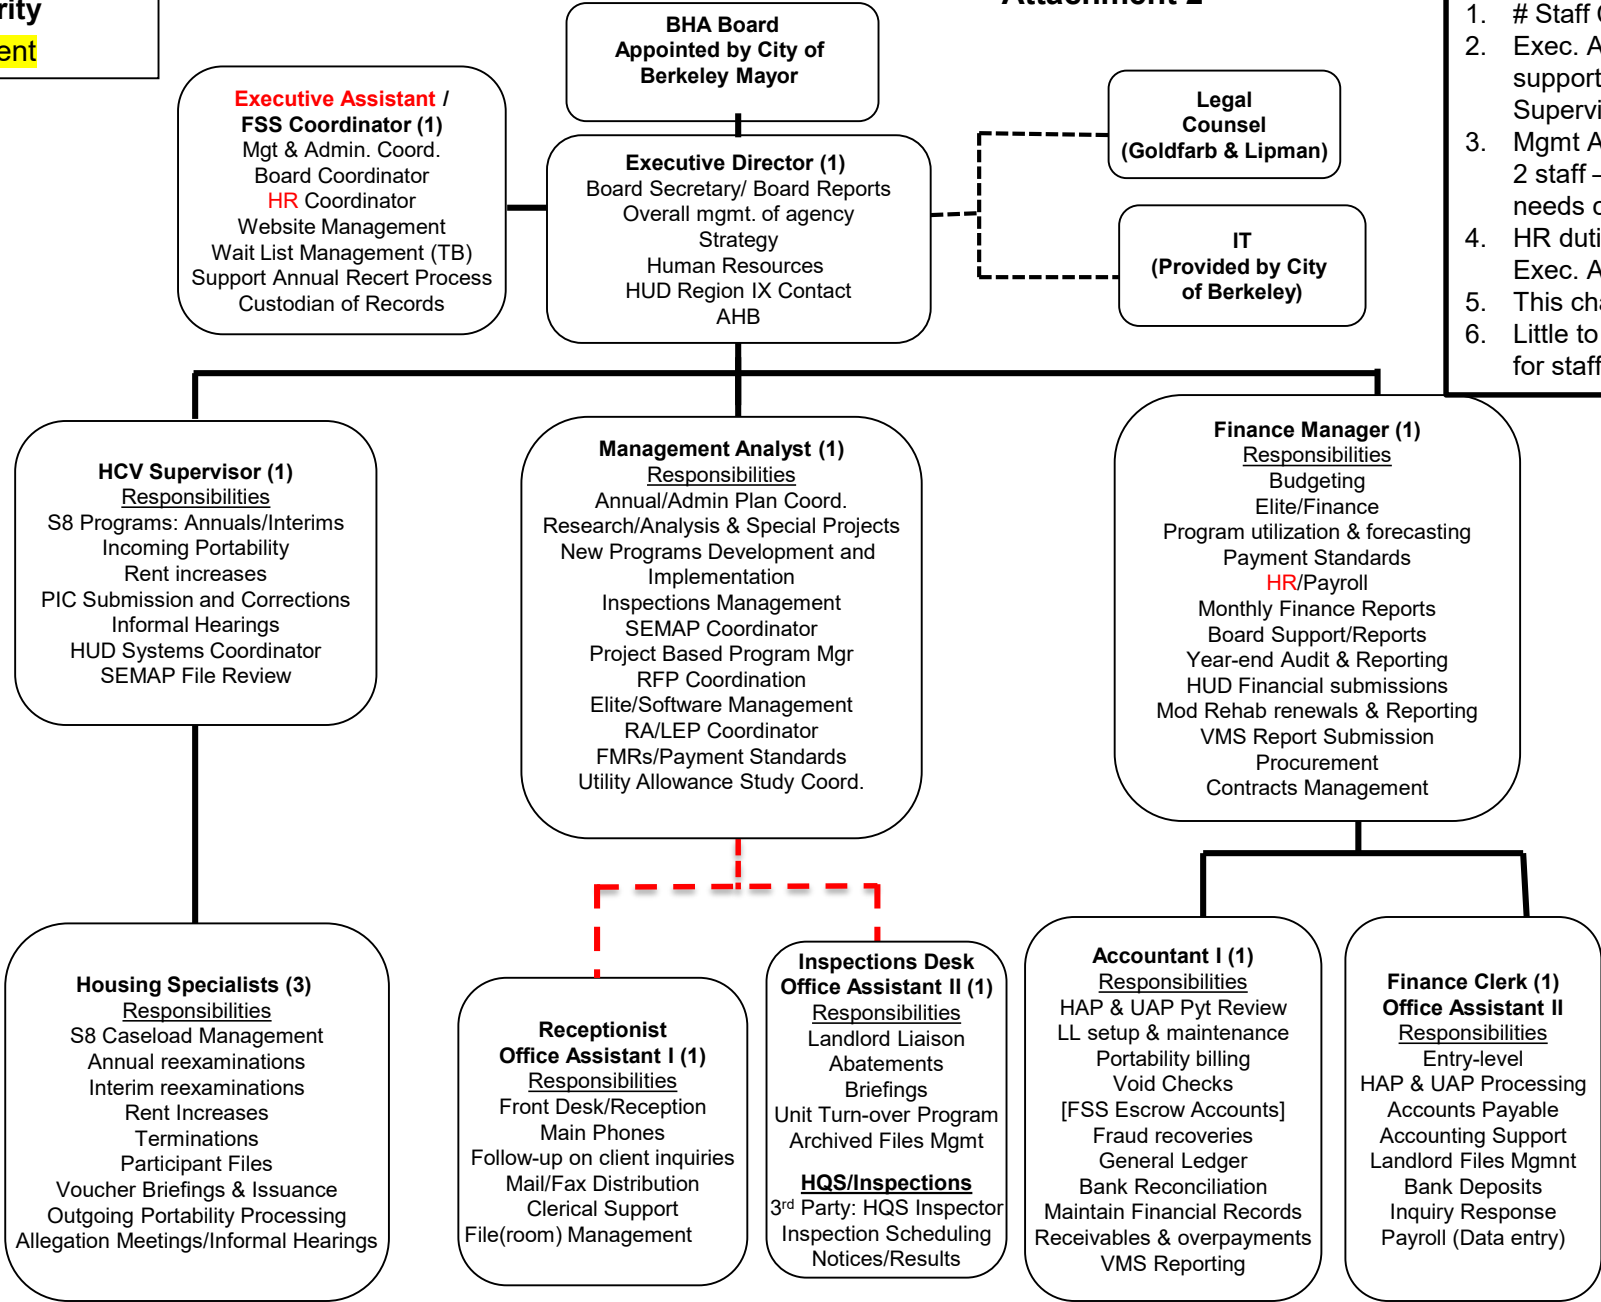 BHA Board
Appointed by City of
Berkeley Mayor
Executive Assistant /
FSS Coordinator (1)
Mgt & Admin. Coord.
Board Coordinator
HR Coordinator
Website Management
Wait List Management (TB)
Support Annual Recert Process
Custodian of Records
Executive Director (1)
Board Secretary/ Board Reports
Overall mgmt. of agency
Strategy
Human Resources
HUD Region IX Contact
AHB
Legal
Counsel
(Goldfarb & Lipman)
IT
(Provided by City
of Berkeley)
1. # Staff
2. Exec.
support
3. Mgmt
2 staff –
needs
4. HR
Exec.
5. This
6. Little to
for staff
HCV Supervisor (1)
Responsibilities
S8 Programs: Annuals/Interims
Incoming Portability
Rent increases
PIC Submission and Corrections
Informal Hearings
HUD Systems Coordinator
SEMAP File Review
Management Analyst (1)
Responsibilities
Annual/Admin Plan Coord.
Research/Analysis & Special Projects
New Programs Development and
Implementation
Inspections Management
SEMAP Coordinator
Project Based Program Mgr
RFP Coordination
Elite/Software Management
RA/LEP Coordinator
FMRs/Payment Standards
Utility Allowance Study Coord.
Finance Manager (1)
Responsibilities
Budgeting
Elite/Finance
Program utilization & forecasting
Payment Standards
HR/Payroll
Monthly Finance Reports
Board Support/Reports
Year-end Audit & Reporting
HUD Financial submissions
Mod Rehab renewals & Reporting
VMS Report Submission
Procurement
Contracts Management
Housing Specialists (3)
Responsibilities
S8 Caseload Management
Annual reexaminations
Interim reexaminations
Rent Increases
Terminations
Participant Files
Voucher Briefings & Issuance
Outgoing Portability Processing
Allegation Meetings/Informal Hearings
Receptionist
Office Assistant I (1)
Responsibilities
Front Desk/Reception
Main Phones
Follow-up on client inquiries
Mail/Fax Distribution
Clerical Support
File(room) Management
Inspections Desk
Office Assistant II (1)
Responsibilities
Landlord Liaison
Abatements
Briefings
Unit Turn-over Program
Archived Files Mgmt
HQS/Inspections
3rd Party: HQS Inspector
Inspection Scheduling
Notices/Results
Accountant I (1)
Responsibilities
HAP & UAP Pyt Review
LL setup & maintenance
Portability billing
Void Checks
[FSS Escrow Accounts]
Fraud recoveries
General Ledger
Bank Reconciliation
Maintain Financial Records
Receivables & overpayments
VMS Reporting
Finance Clerk (1)
Office Assistant II
Responsibilities
Entry-level
HAP & UAP Processing
Accounts Payable
Accounting Support
Landlord Files Mgmnt
Bank Deposits
Inquiry Response
Payroll (Data entry)